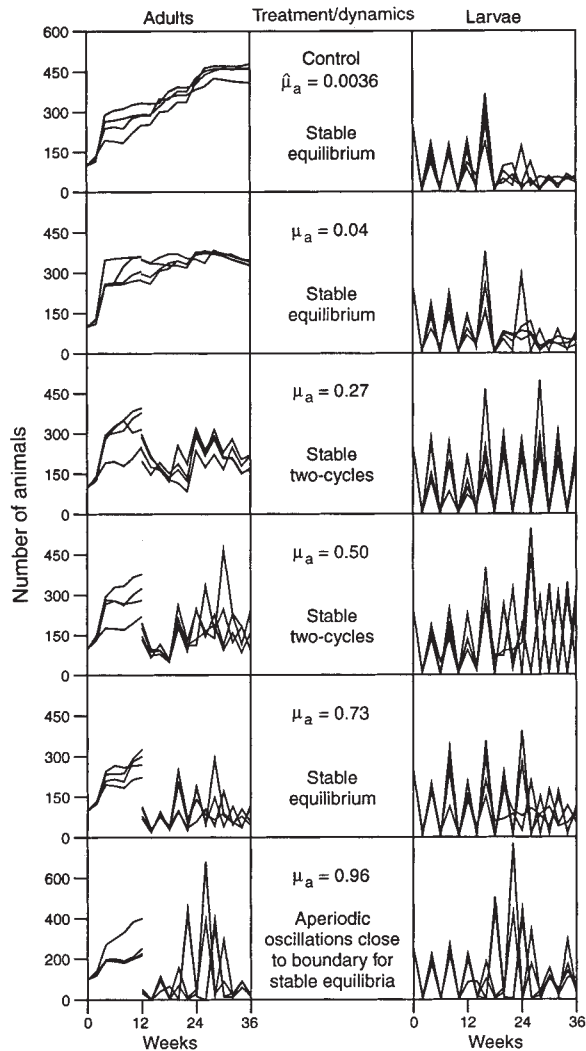 Adults Treatment/dynamics Larvae
Number of animals
600
450
300
150
0
Control
μ̂a = 0.0036
Stable
equilibrium
450
300
150
0
μa = 0.04
Stable
equilibrium
450
300
150
0
μa = 0.27
Stable
two-cycles
450
300
150
0
μa = 0.50
Stable
two-cycles
450
300
150
0
μa = 0.73
Stable
equilibrium
600
400
200
0
μa = 0.96
Aperiodic
oscillations close
to boundary for
stable equilibria
0 12 24 36 0 12 24 36
Weeks Weeks